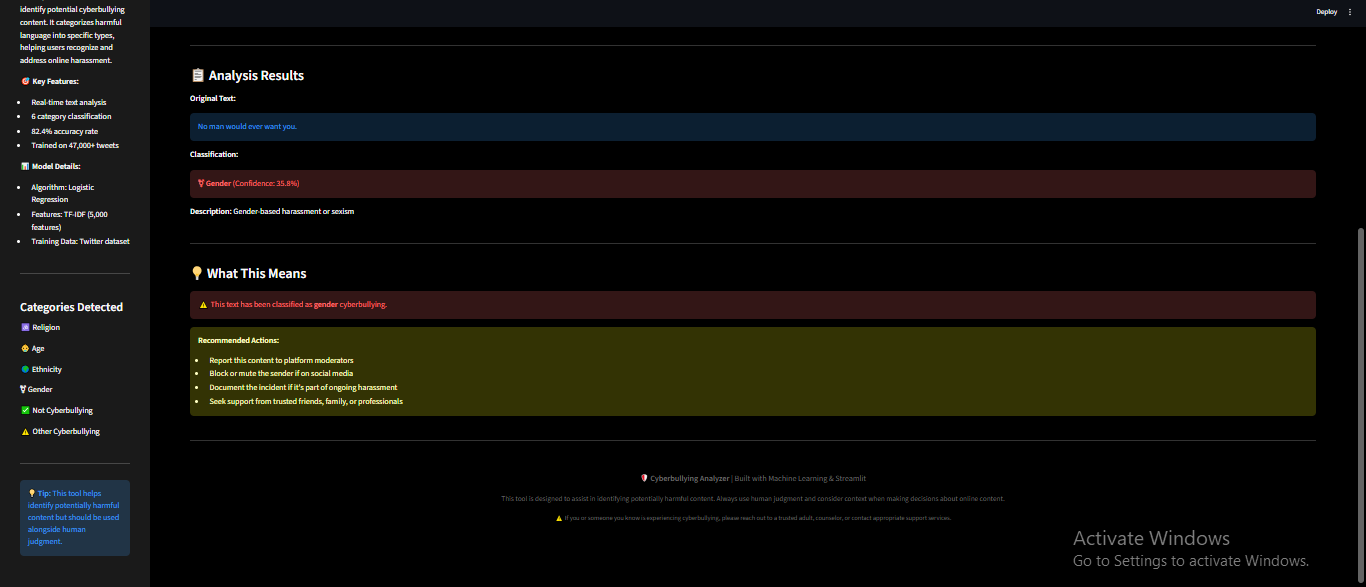 identify potential cyberbullying
content. It categorizes harmful
language into specific types,
helping users recognize and
address online harassment.
Key Features:
Real-time text analysis
6 category classification
82.4% accuracy rate
Trained on 47,000+ tweets
Model Details:
Algorithm: Logistic
Regression
Features: TF-IDF (5,000
features)
Training Data: Twitter dataset
Categories Detected
Religion
Age
Ethnicity
Gender
Not Cyberbullying
Other Cyberbullying
Tip: This tool helps
identify potentially harmful
content but should be used
alongside human
judgment.
Deploy
Analysis Results
Original Text:
No man would ever want you.
Classification:
Gender (Confidence: 35.8%)
Description: Gender-based harassment or sexism
What This Means
This text has been classified as gender cyberbullying.
Recommended Actions:
Report this content to platform moderators
Block or mute the sender if on social media
Document the incident if it's part of ongoing harassment
Seek support from trusted friends, family, or professionals
Cyberbullying Analyzer | Built with Machine Learning & Streamlit
This tool is designed to assist in identifying potentially harmful content. Always use human judgment and consider context when making decisions about online content.
If you or someone you know is experiencing cyberbullying, please reach out to a trusted adult, counselor, or contact appropriate support services.
Activate Windows
Go to Settings to activate Windows.